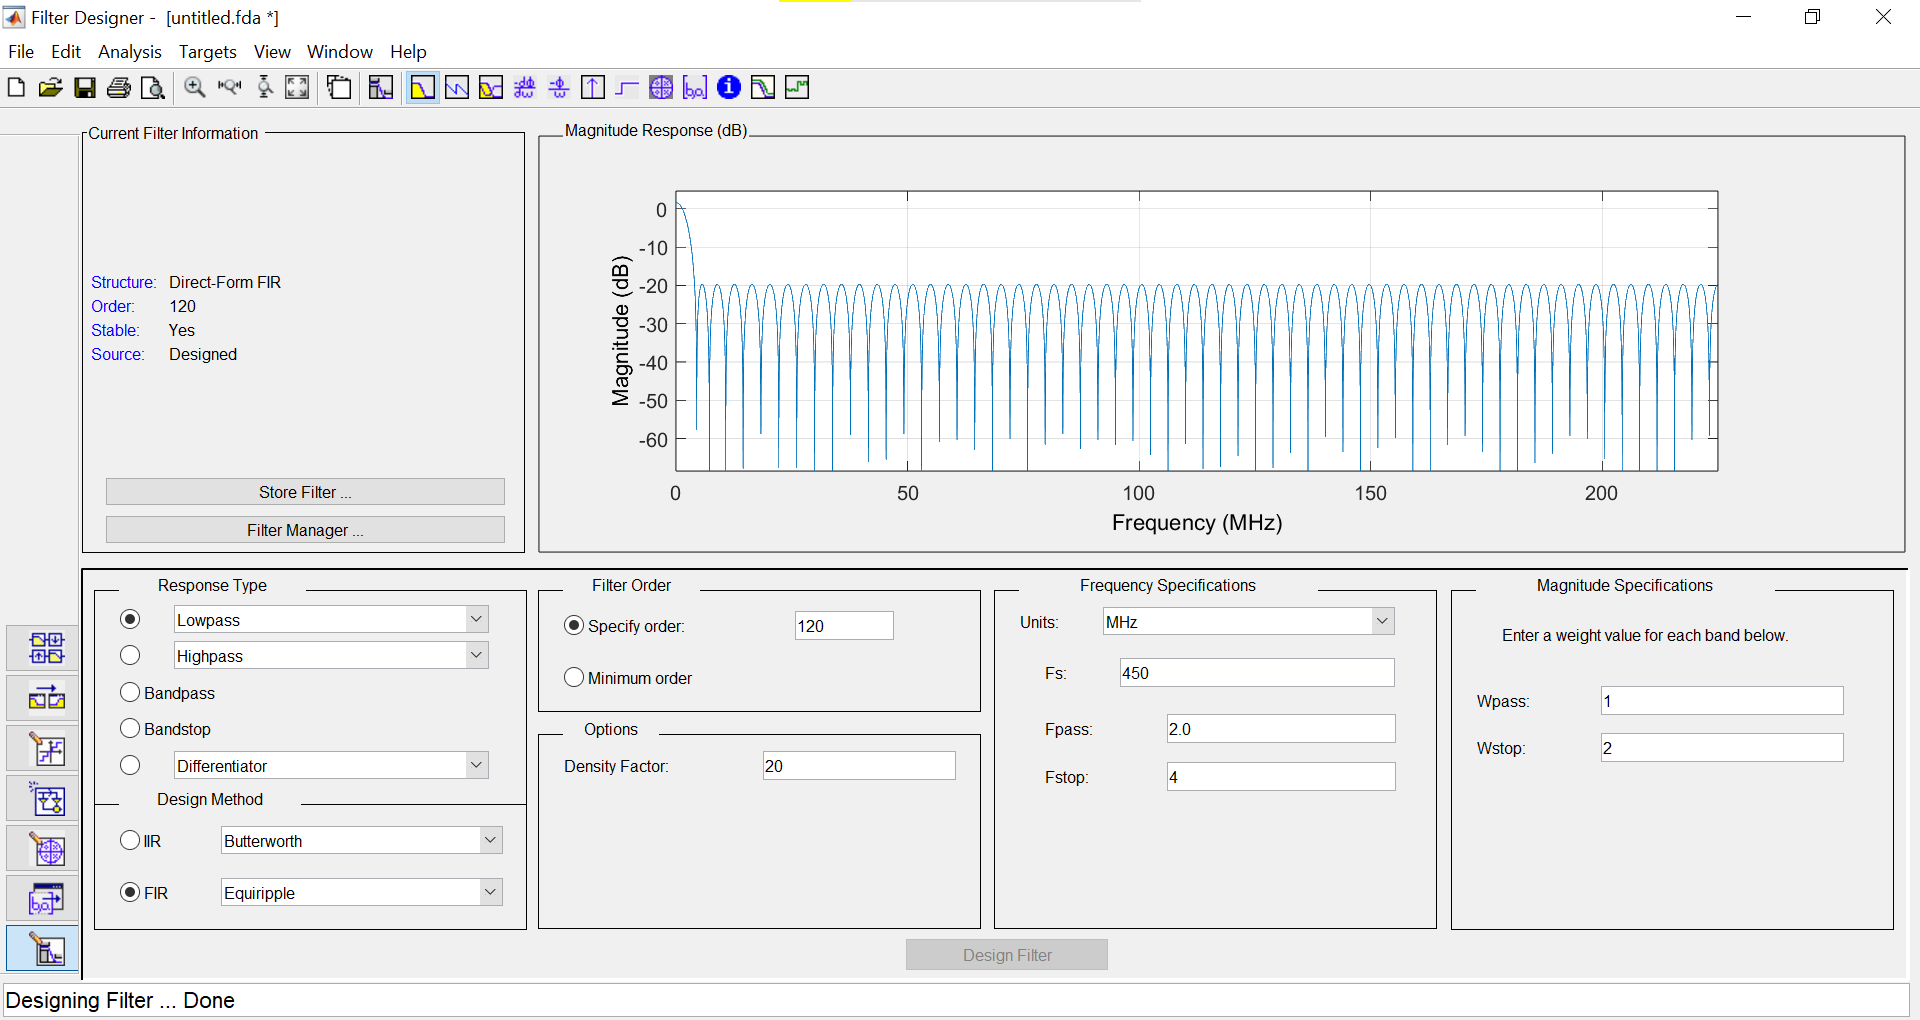 Filter Designer - [untitled.fda *]
File Edit Analysis Targets View Window Help
Current Filter Information
Structure: Direct-Form FIR
Order: 120
Stable: Yes
Source: Designed
Store Filter ...
Filter Manager ...
Magnitude Response (dB)
Magnitude (dB)
0
-10
-20
-30
-40
-50
-60
0 50 100 150 200
Frequency (MHz)
Response Type
Lowpass
Highpass
Bandpass
Bandstop
Differentiator
Design Method
IIR Butterworth
FIR Equiripple
Filter Order
Specify order: 120
Minimum order
Options
Density Factor: 20
Frequency Specifications
Units: MHz
Fs: 450
Fpass: 2.0
Fstop: 4
Magnitude Specifications
Enter a weight value for each band below.
Wpass: 1
Wstop: 2
Design Filter
Designing Filter ... Done